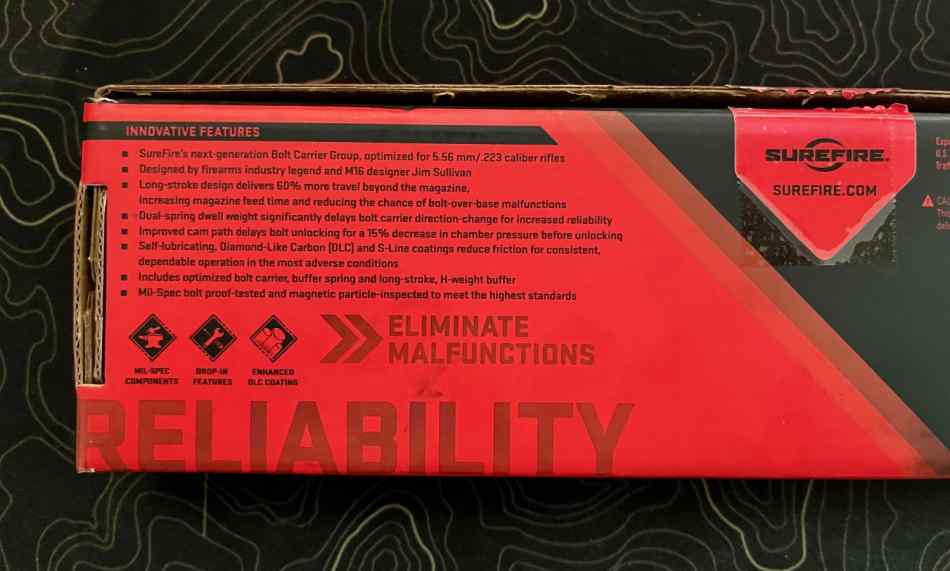 INNOVATIVE FEATURES
SureFire's next-generation Bolt Carrier Group, optimized for 5.56 mm/.223 caliber rifles
Designed by firearms industry legend and M16 designer Jim Sullivan
Long-stroke design delivers 60% more travel beyond the magazine,
increasing magazine feed time and reducing the chance of bolt-over-base malfunctions
Dual-spring dwell weight significantly delays bolt carrier direction-change for increased reliability
Improved cam path delays bolt unlocking for a 15% decrease in chamber pressure before unlocking
Self-lubricating, Diamond-Like Carbon [DLC] and S-Line coatings reduce friction for consistent,
dependable operation in the most adverse conditions
Includes optimized bolt carrier, buffer spring and long-stroke, H-weight buffer
Mil-Spec bolt proof-tested and magnetic particle-inspected to meet the highest standards
MIL-SPEC
COMPONENTS
DROP-IN
FEATURES
ENHANCED
DLC COATING
ELIMINATE
MALFUNCTIONS
RELIABILITY
SUREFIRE.
SUREFIRE.COM
U.S.